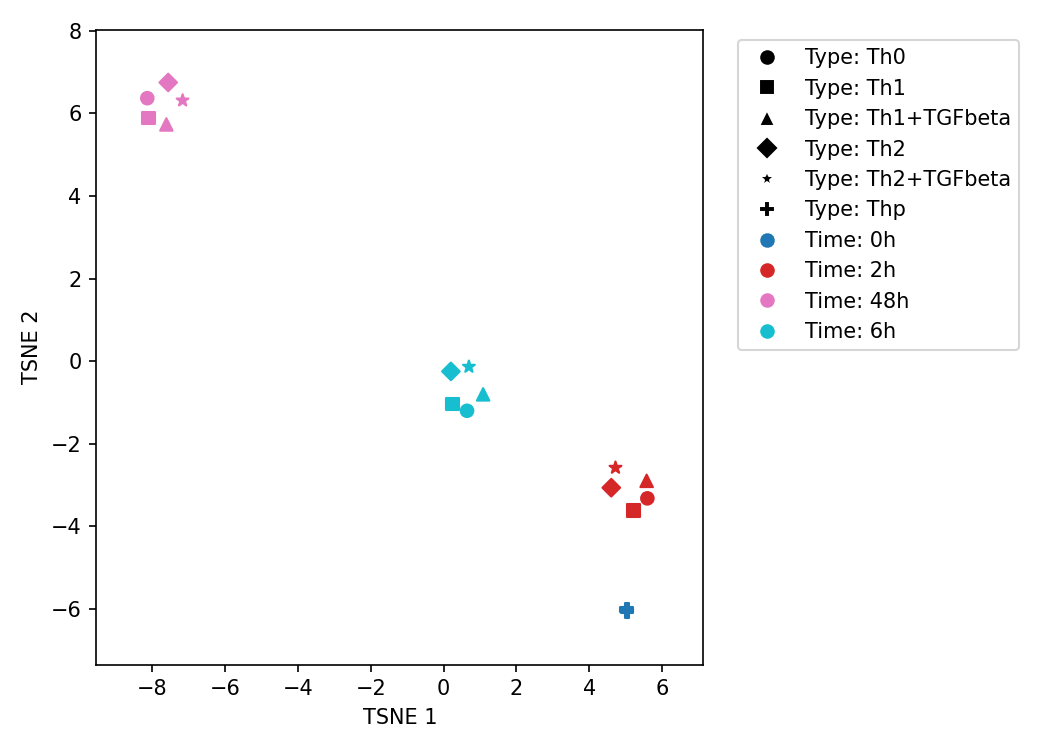 8
6
4
2
0
−2
−4
−6
TSNE 2
−8
−6
−4
−2
0
2
4
6
TSNE 1
Type: Th0
Type: Th1
Type: Th1+TGFbeta
Type: Th2
Type: Th2+TGFbeta
Type: Thp
Time: 0h
Time: 2h
Time: 48h
Time: 6h